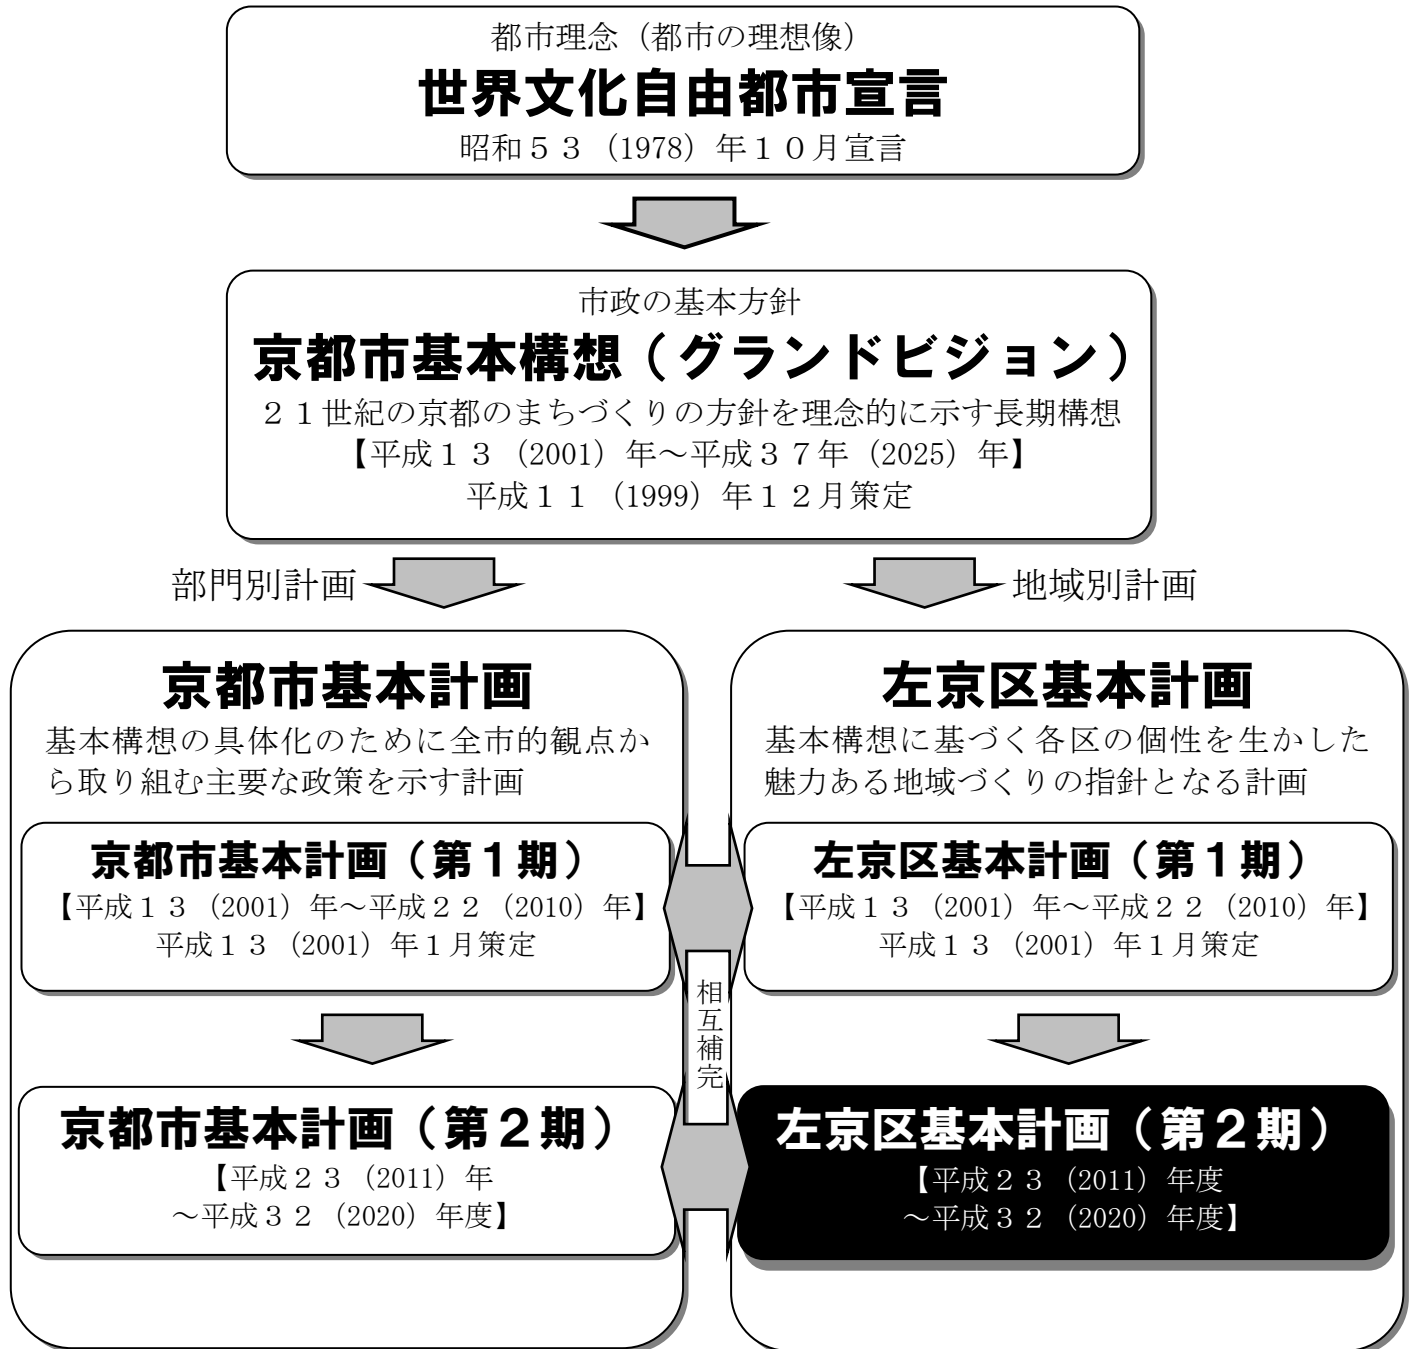 都市理念（都市の理想像）
世界文化自由都市宣言
昭和５３（1978）年１０月宣言
市政の基本方針
京都市基本構想（グランドビジョン）
２１世紀の京都のまちづくりの方針を理念的に示す長期構想
【平成１３（2001）年～平成３７年（2025）年】
平成１１（1999）年１２月策定
部門別計画
地域別計画
京都市基本計画
基本構想の具体化のために全市的観点か
ら取り組む主要な政策を示す計画
京都市基本計画（第１期）
【平成１３（2001）年～平成２２（2010）年】
平成１３（2001）年１月策定
京都市基本計画（第２期）
【平成２３（2011）年
～平成３２（2020）年度】
相互補完
左京区基本計画
基本構想に基づく各区の個性を生かした
魅力ある地域づくりの指針となる計画
左京区基本計画（第１期）
【平成１３（2001）年～平成２２（2010）年】
平成１３（2001）年１月策定
左京区基本計画（第２期）
【平成２３（2011）年度
～平成３２（2020）年度】